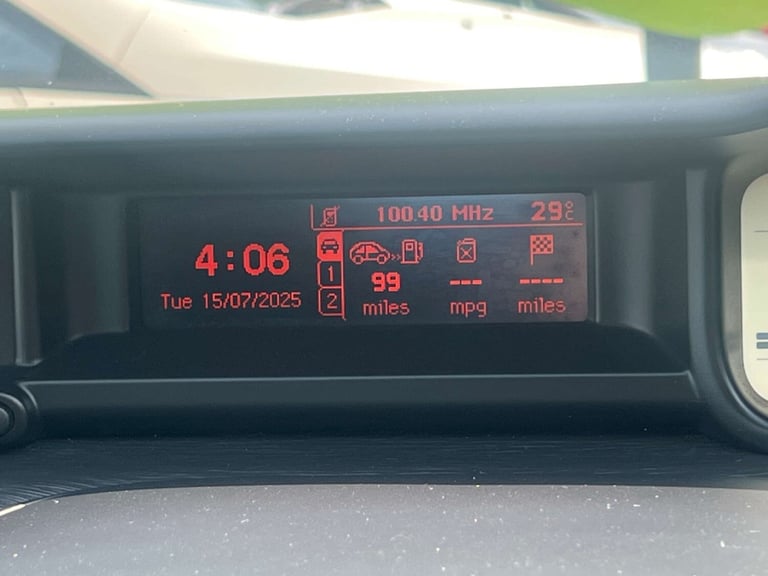 100.40 MHz 29°C
4:06
Tue 15/07/2025
1
2
99 --- ----
miles mpg miles